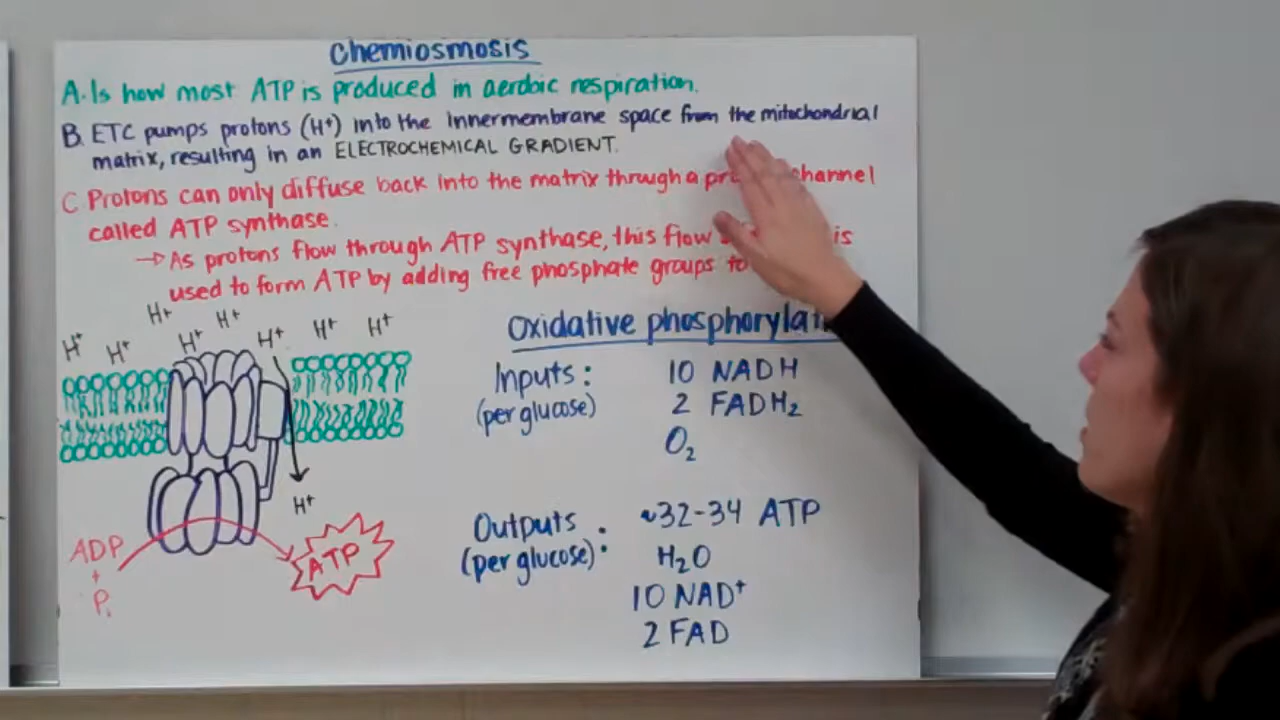 Chemiosmosis
A. Is how most ATP is produced in aerobic respiration.
B. ETC pumps protons (H+) into the innermembrane space from the mitochondrial
matrix, resulting in an ELECTROCHEMICAL GRADIENT.
C Protons can only diffuse back into the matrix through a channel
called ATP synthase.
→ As protons flow through ATP synthase, this flow is
used to form ATP by adding free phosphate groups to
H+ H+ H+ H+ H+ H+ H+ H+
Oxidative
Inputs: 10 NADH
(per glucose) 2 FADH2
O2
H+
Outputs : ~32-34 ATP
(per glucose) H2O
10 NAD+
2 FAD
ADP
+
Pi
ATP